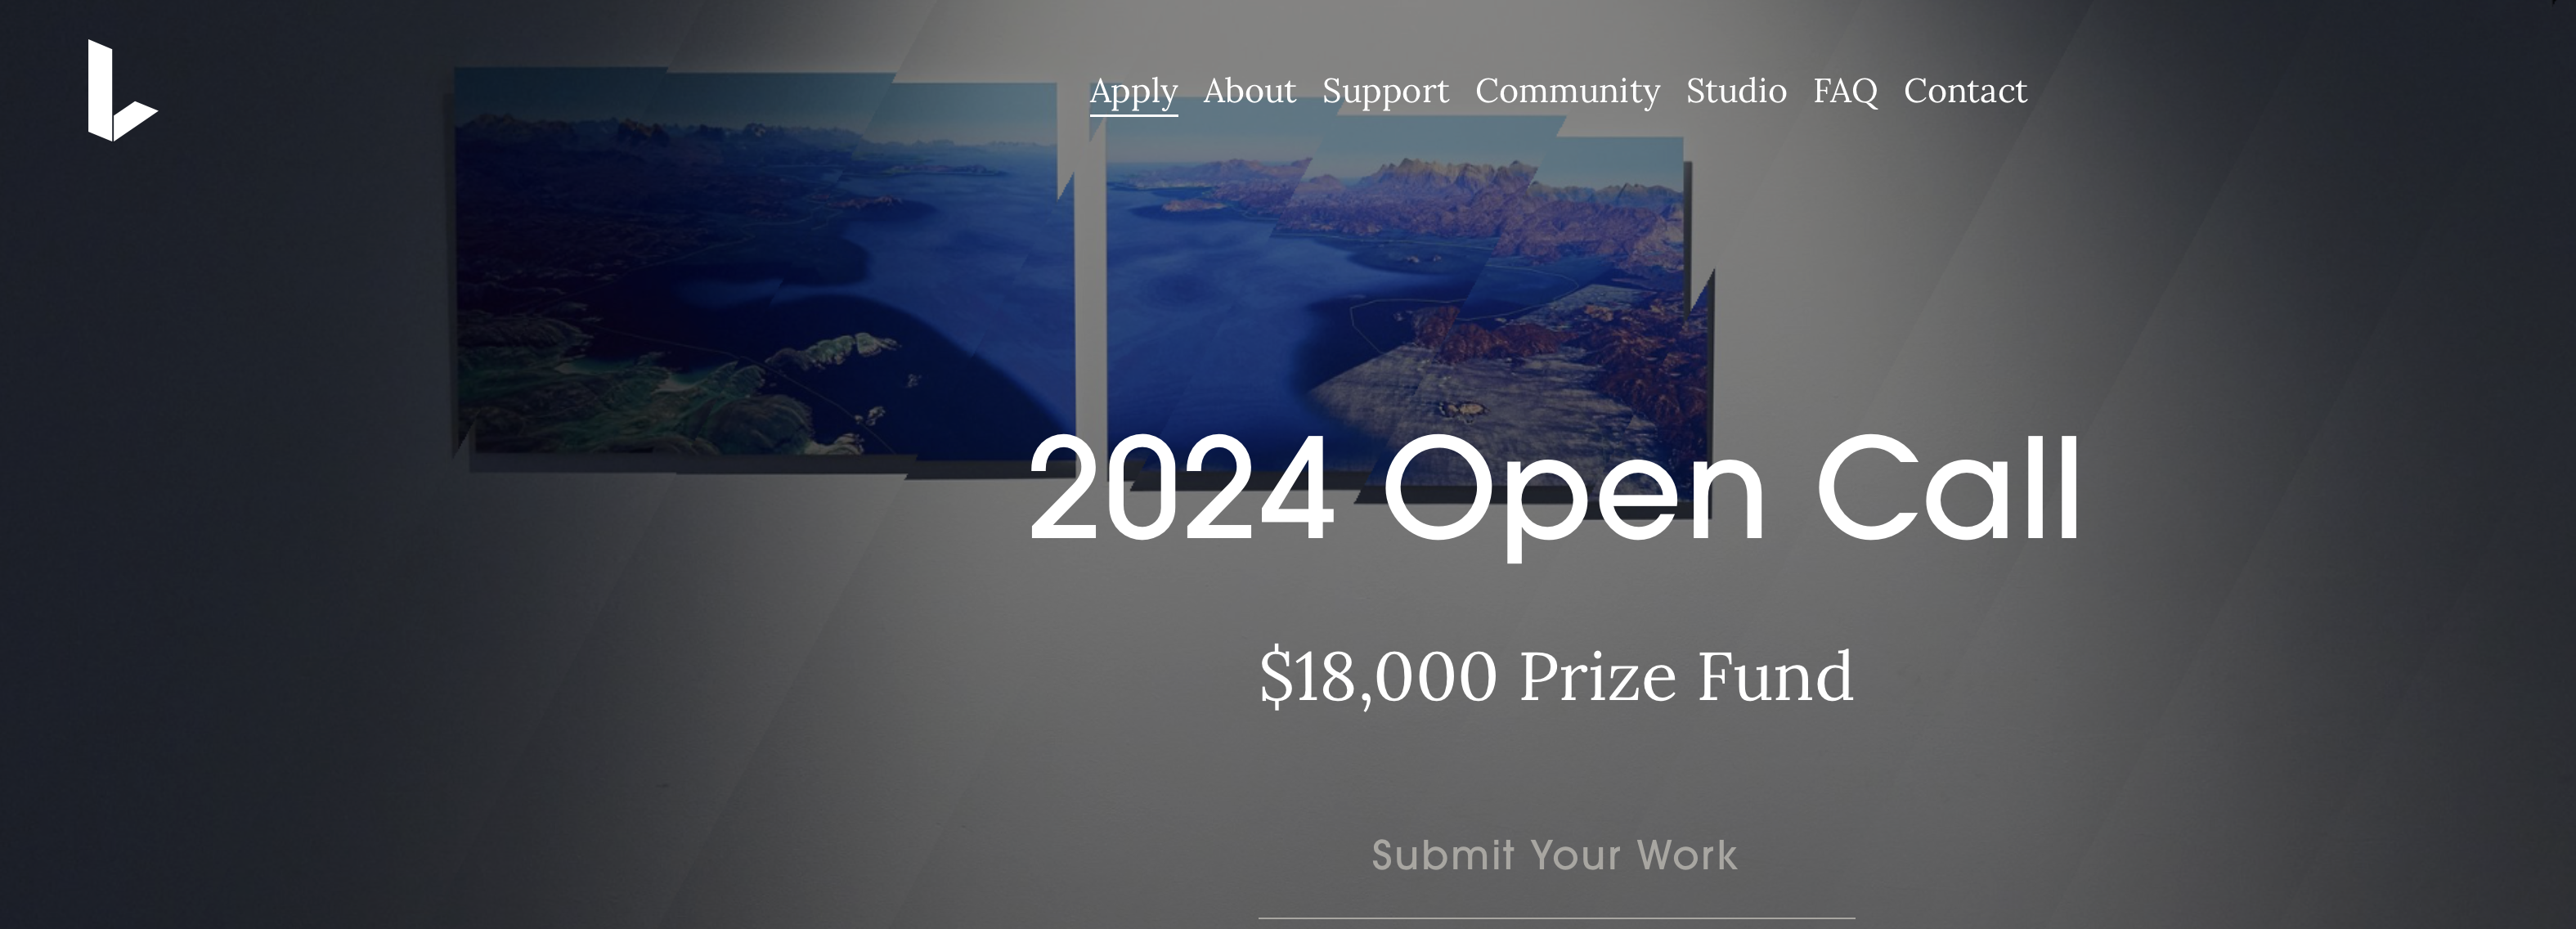 Apply About Support Community Studio FAQ Contact
2024 Open Call
$18,000 Prize Fund
Submit Your Work